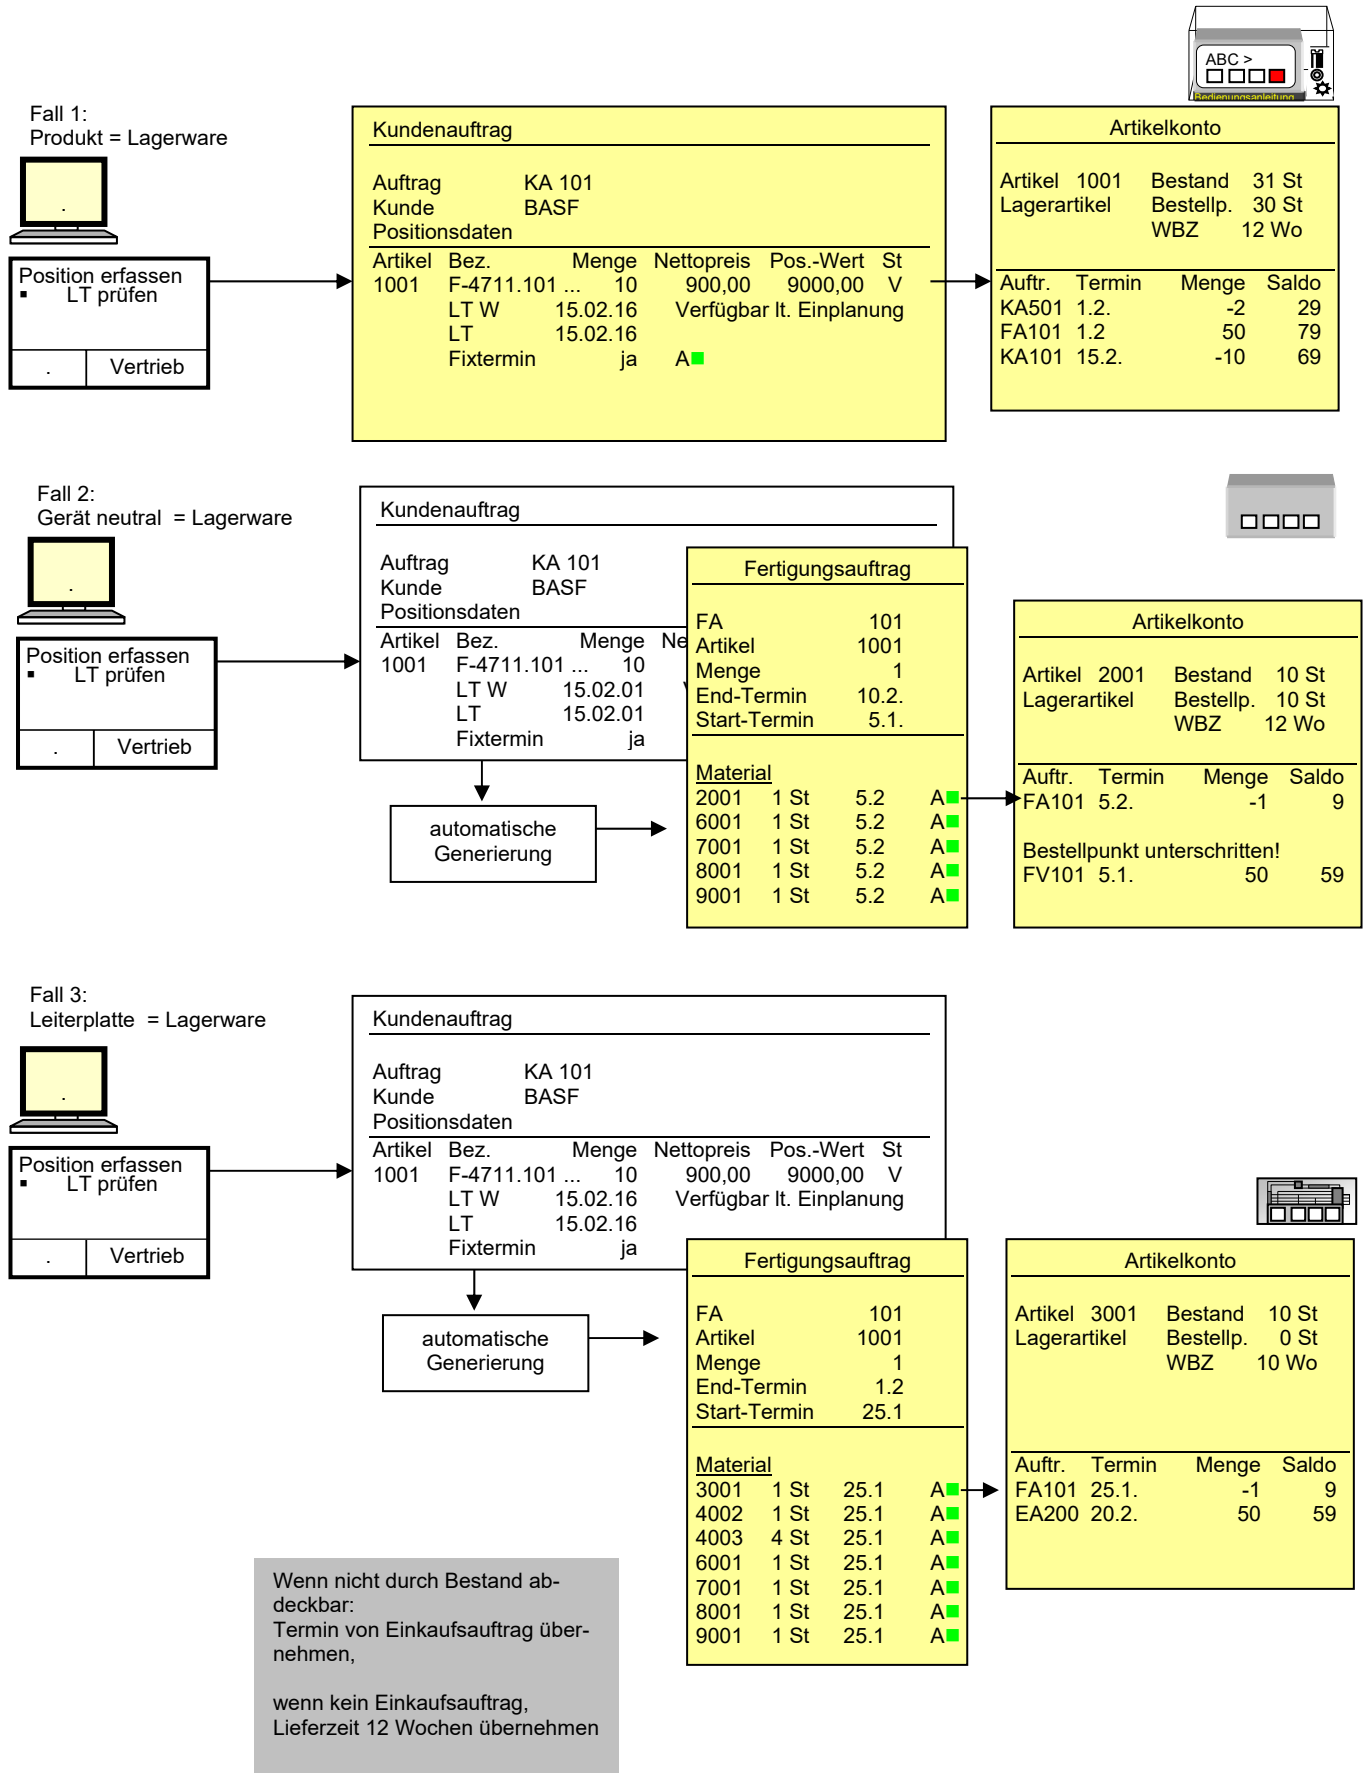 ABC >
Bedienungsanleitung
Fall 1:
Produkt = Lagerware
.
Position erfassen
▪ LT prüfen
. Vertrieb
Kundenauftrag
Auftrag KA 101
Kunde BASF
Positionsdaten
Artikel Bez. Menge Nettopreis Pos.-Wert St
1001 F-4711.101 ... 10 900,00 9000,00 V
LT W 15.02.16 Verfügbar lt. Einplanung
LT 15.02.16
Fixtermin ja A
Artikelkonto
Artikel 1001 Bestand 31 St
Lagerartikel Bestellp. 30 St
WBZ 12 Wo
Auftr. Termin Menge Saldo
KA501 1.2. -2 29
FA101 1.2 50 79
KA101 15.2. -10 69
Fall 2:
Gerät neutral = Lagerware
.
Position erfassen
▪ LT prüfen
. Vertrieb
Kundenauftrag
Auftrag KA 101
Kunde BASF
Positionsdaten
Artikel Bez. Menge Ne
1001 F-4711.101 ... 10
LT W 15.02.01
LT 15.02.01
Fixtermin ja
automatische
Generierung
Fertigungsauftrag
FA 101
Artikel 1001
Menge 1
End-Termin 10.2.
Start-Termin 5.1.
Material
2001 1 St 5.2 A
6001 1 St 5.2 A
7001 1 St 5.2 A
8001 1 St 5.2 A
9001 1 St 5.2 A
Artikelkonto
Artikel 2001 Bestand 10 St
Lagerartikel Bestellp. 10 St
WBZ 12 Wo
Auftr. Termin Menge Saldo
FA101 5.2. -1 9
Bestellpunkt unterschritten!
FV101 5.1. 50 59
Fall 3:
Leiterplatte = Lagerware
.
Position erfassen
▪ LT prüfen
. Vertrieb
Kundenauftrag
Auftrag KA 101
Kunde BASF
Positionsdaten
Artikel Bez. Menge Nettopreis Pos.-Wert St
1001 F-4711.101 ... 10 900,00 9000,00 V
LT W 15.02.16 Verfügbar lt. Einplanung
LT 15.02.16
Fixtermin ja
automatische
Generierung
Fertigungsauftrag
FA 101
Artikel 1001
Menge 1
End-Termin 1.2
Start-Termin 25.1
Material
3001 1 St 25.1 A
4002 1 St 25.1 A
4003 4 St 25.1 A
6001 1 St 25.1 A
7001 1 St 25.1 A
8001 1 St 25.1 A
9001 1 St 25.1 A
Artikelkonto
Artikel 3001 Bestand 10 St
Lagerartikel Bestellp. 0 St
WBZ 10 Wo
Auftr. Termin Menge Saldo
FA101 25.1. -1 9
EA200 20.2. 50 59
Wenn nicht durch Bestand ab-
deckbar:
Termin von Einkaufsauftrag über-
nehmen,
wenn kein Einkaufsauftrag,
Lieferzeit 12 Wochen übernehmen